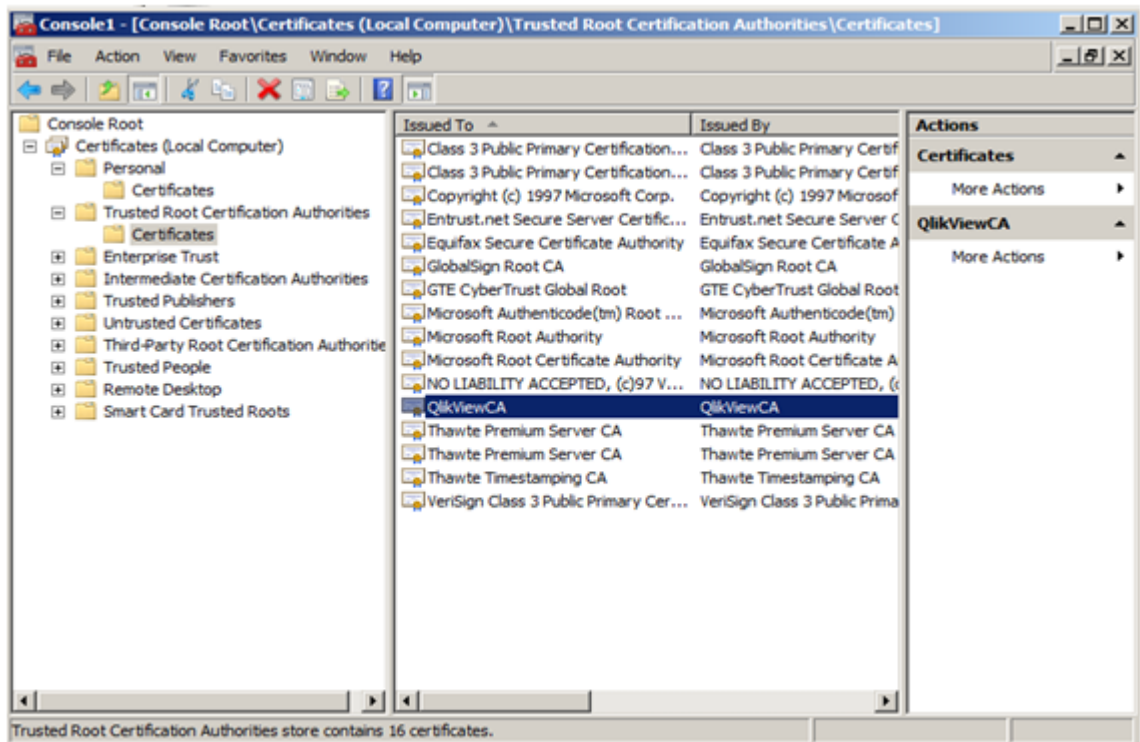 Console1 - [Console Root\Certificates (Local Computer)\Trusted Root Certification Authorities\Certificates]
File Action View Favorites Window Help
Console Root
Certificates (Local Computer)
Personal
Certificates
Trusted Root Certification Authorities
Certificates
Enterprise Trust
Intermediate Certification Authorities
Trusted Publishers
Untrusted Certificates
Third-Party Root Certification Authoritie
Trusted People
Remote Desktop
Smart Card Trusted Roots
Issued To Issued By
Class 3 Public Primary Certification... Class 3 Public Primary Certif
Class 3 Public Primary Certification... Class 3 Public Primary Certif
Copyright (c) 1997 Microsoft Corp. Copyright (c) 1997 Microsof
Entrust.net Secure Server Certific... Entrust.net Secure Server C
Equifax Secure Certificate Authority Equifax Secure Certificate A
GlobalSign Root CA GlobalSign Root CA
GTE CyberTrust Global Root GTE CyberTrust Global Root
Microsoft Authenticode(tm) Root ... Microsoft Authenticode(tm)
Microsoft Root Authority Microsoft Root Authority
Microsoft Root Certificate Authority Microsoft Root Certificate A
NO LIABILITY ACCEPTED, (c)97 V... NO LIABILITY ACCEPTED, (c
QlikViewCA QlikViewCA
Thawte Premium Server CA Thawte Premium Server CA
Thawte Premium Server CA Thawte Premium Server CA
Thawte Timestamping CA Thawte Timestamping CA
VeriSign Class 3 Public Primary Cer... VeriSign Class 3 Public Prima
Actions
Certificates
More Actions
QlikViewCA
More Actions
Trusted Root Certification Authorities store contains 16 certificates.